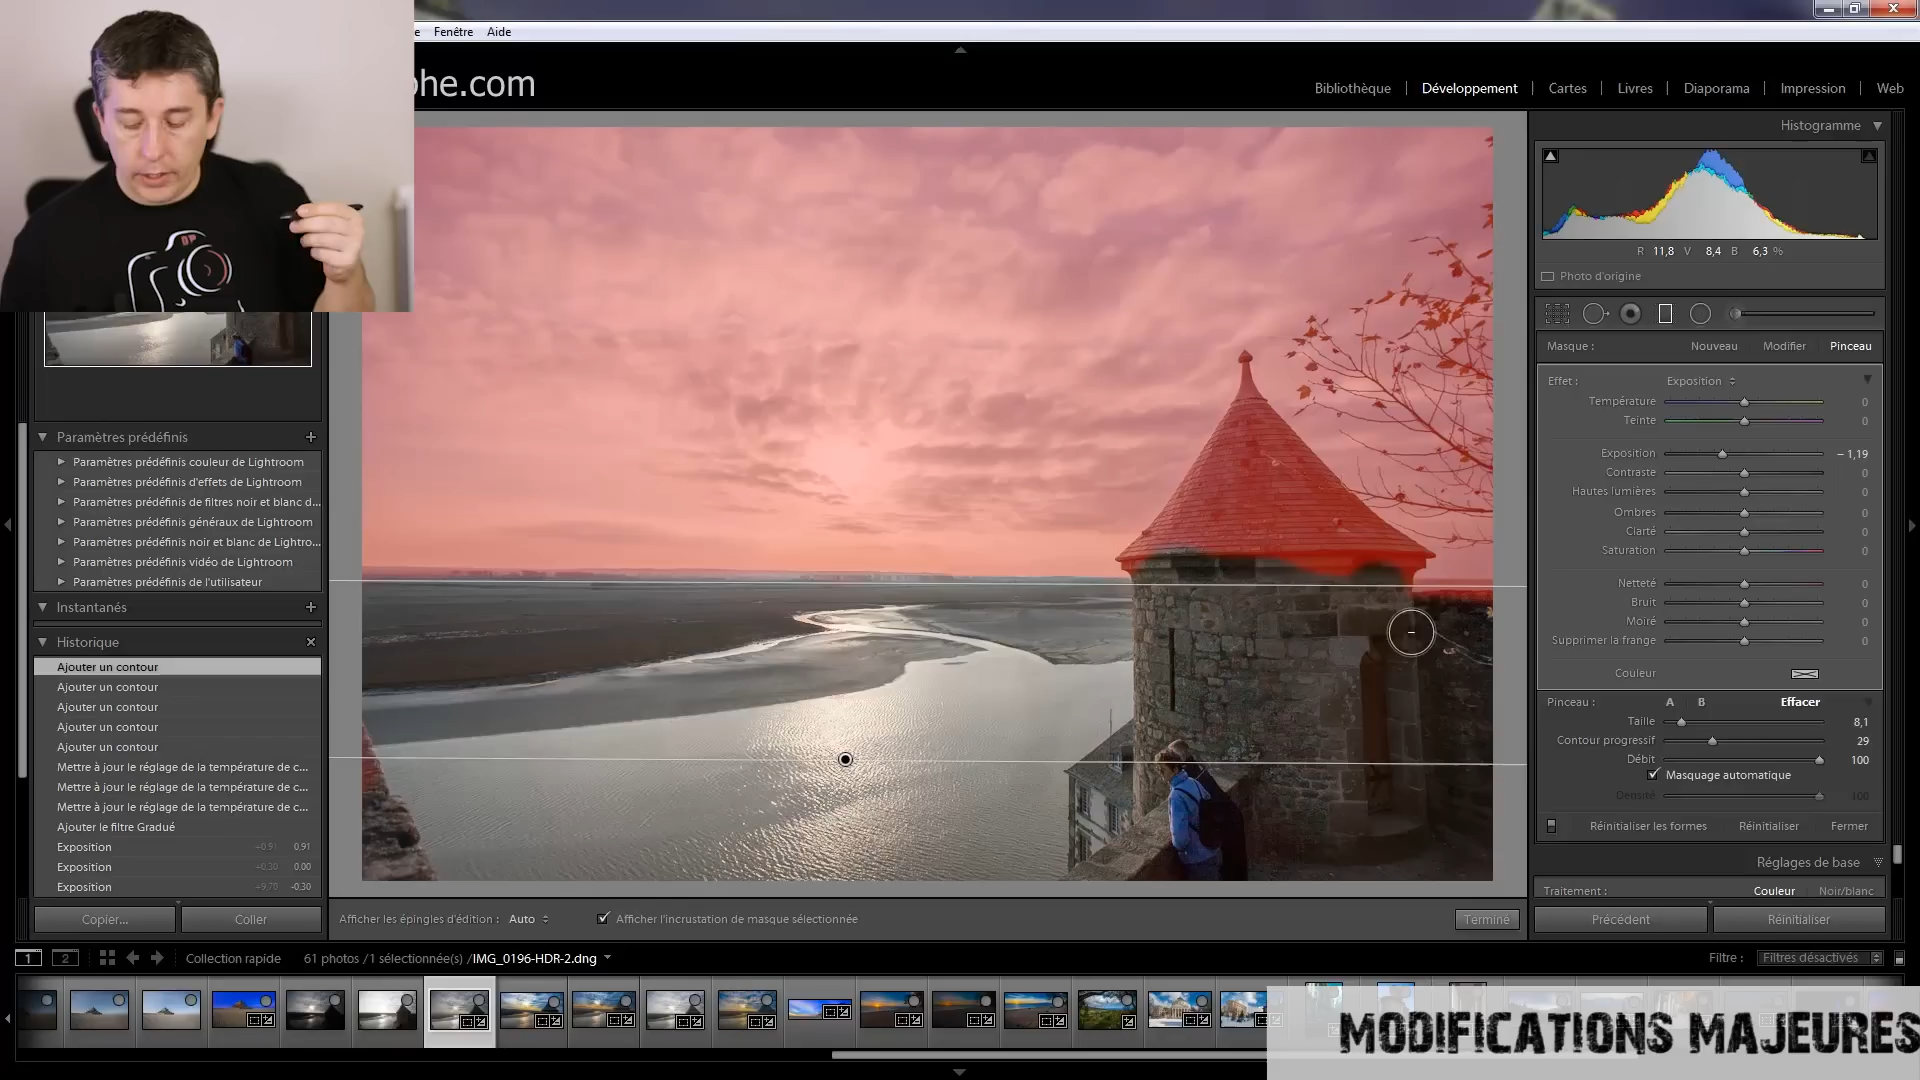 Fenêtre Aide
ohe.com
Bibliothèque | Développement | Cartes | Livres | Diaporama | Impression | Web
Histogramme
R 11,8 V 8,4 B 6,3 %
Photo d'origine
Masque : Nouveau Modifier Pinceau
Effet : Exposition
Température 0
Teinte 0
Exposition – 1,19
Contraste 0
Hautes lumières 0
Ombres 0
Clarté 0
Saturation 0
Netteté 0
Bruit 0
Moiré 0
Supprimer la frange 0
Couleur
Pinceau : A B Effacer
Taille 8,1
Contour progressif 29
Débit 100
Masquage automatique
Densité 100
Réinitialiser les formes Réinitialiser Fermer
Réglages de base
Traitement : Couleur Noir/blanc
Précédent Réinitialiser
Paramètres prédéfinis
Paramètres prédéfinis couleur de Lightroom
Paramètres prédéfinis d'effets de Lightroom
Paramètres prédéfinis de filtres noir et blanc d...
Paramètres prédéfinis généraux de Lightroom
Paramètres prédéfinis noir et blanc de Lightro...
Paramètres prédéfinis vidéo de Lightroom
Paramètres prédéfinis de l'utilisateur
Instantanés
Historique
Ajouter un contour
Ajouter un contour
Ajouter un contour
Ajouter un contour
Ajouter un contour
Mettre à jour le réglage de la température de c...
Mettre à jour le réglage de la température de c...
Mettre à jour le réglage de la température de c...
Ajouter le filtre Gradué
Exposition +0,91 0,91
Exposition +0,30 0,00
Exposition +9,70 -0,30
Copier... Coller
Afficher les épingles d'édition : Auto Afficher l'incrustation de masque sélectionnée Terminé
1 2 Collection rapide 61 photos /1 sélectionnée(s) /IMG_0196-HDR-2.dng Filtre : Filtres désactivés
MODIFICATIONS MAJEURES